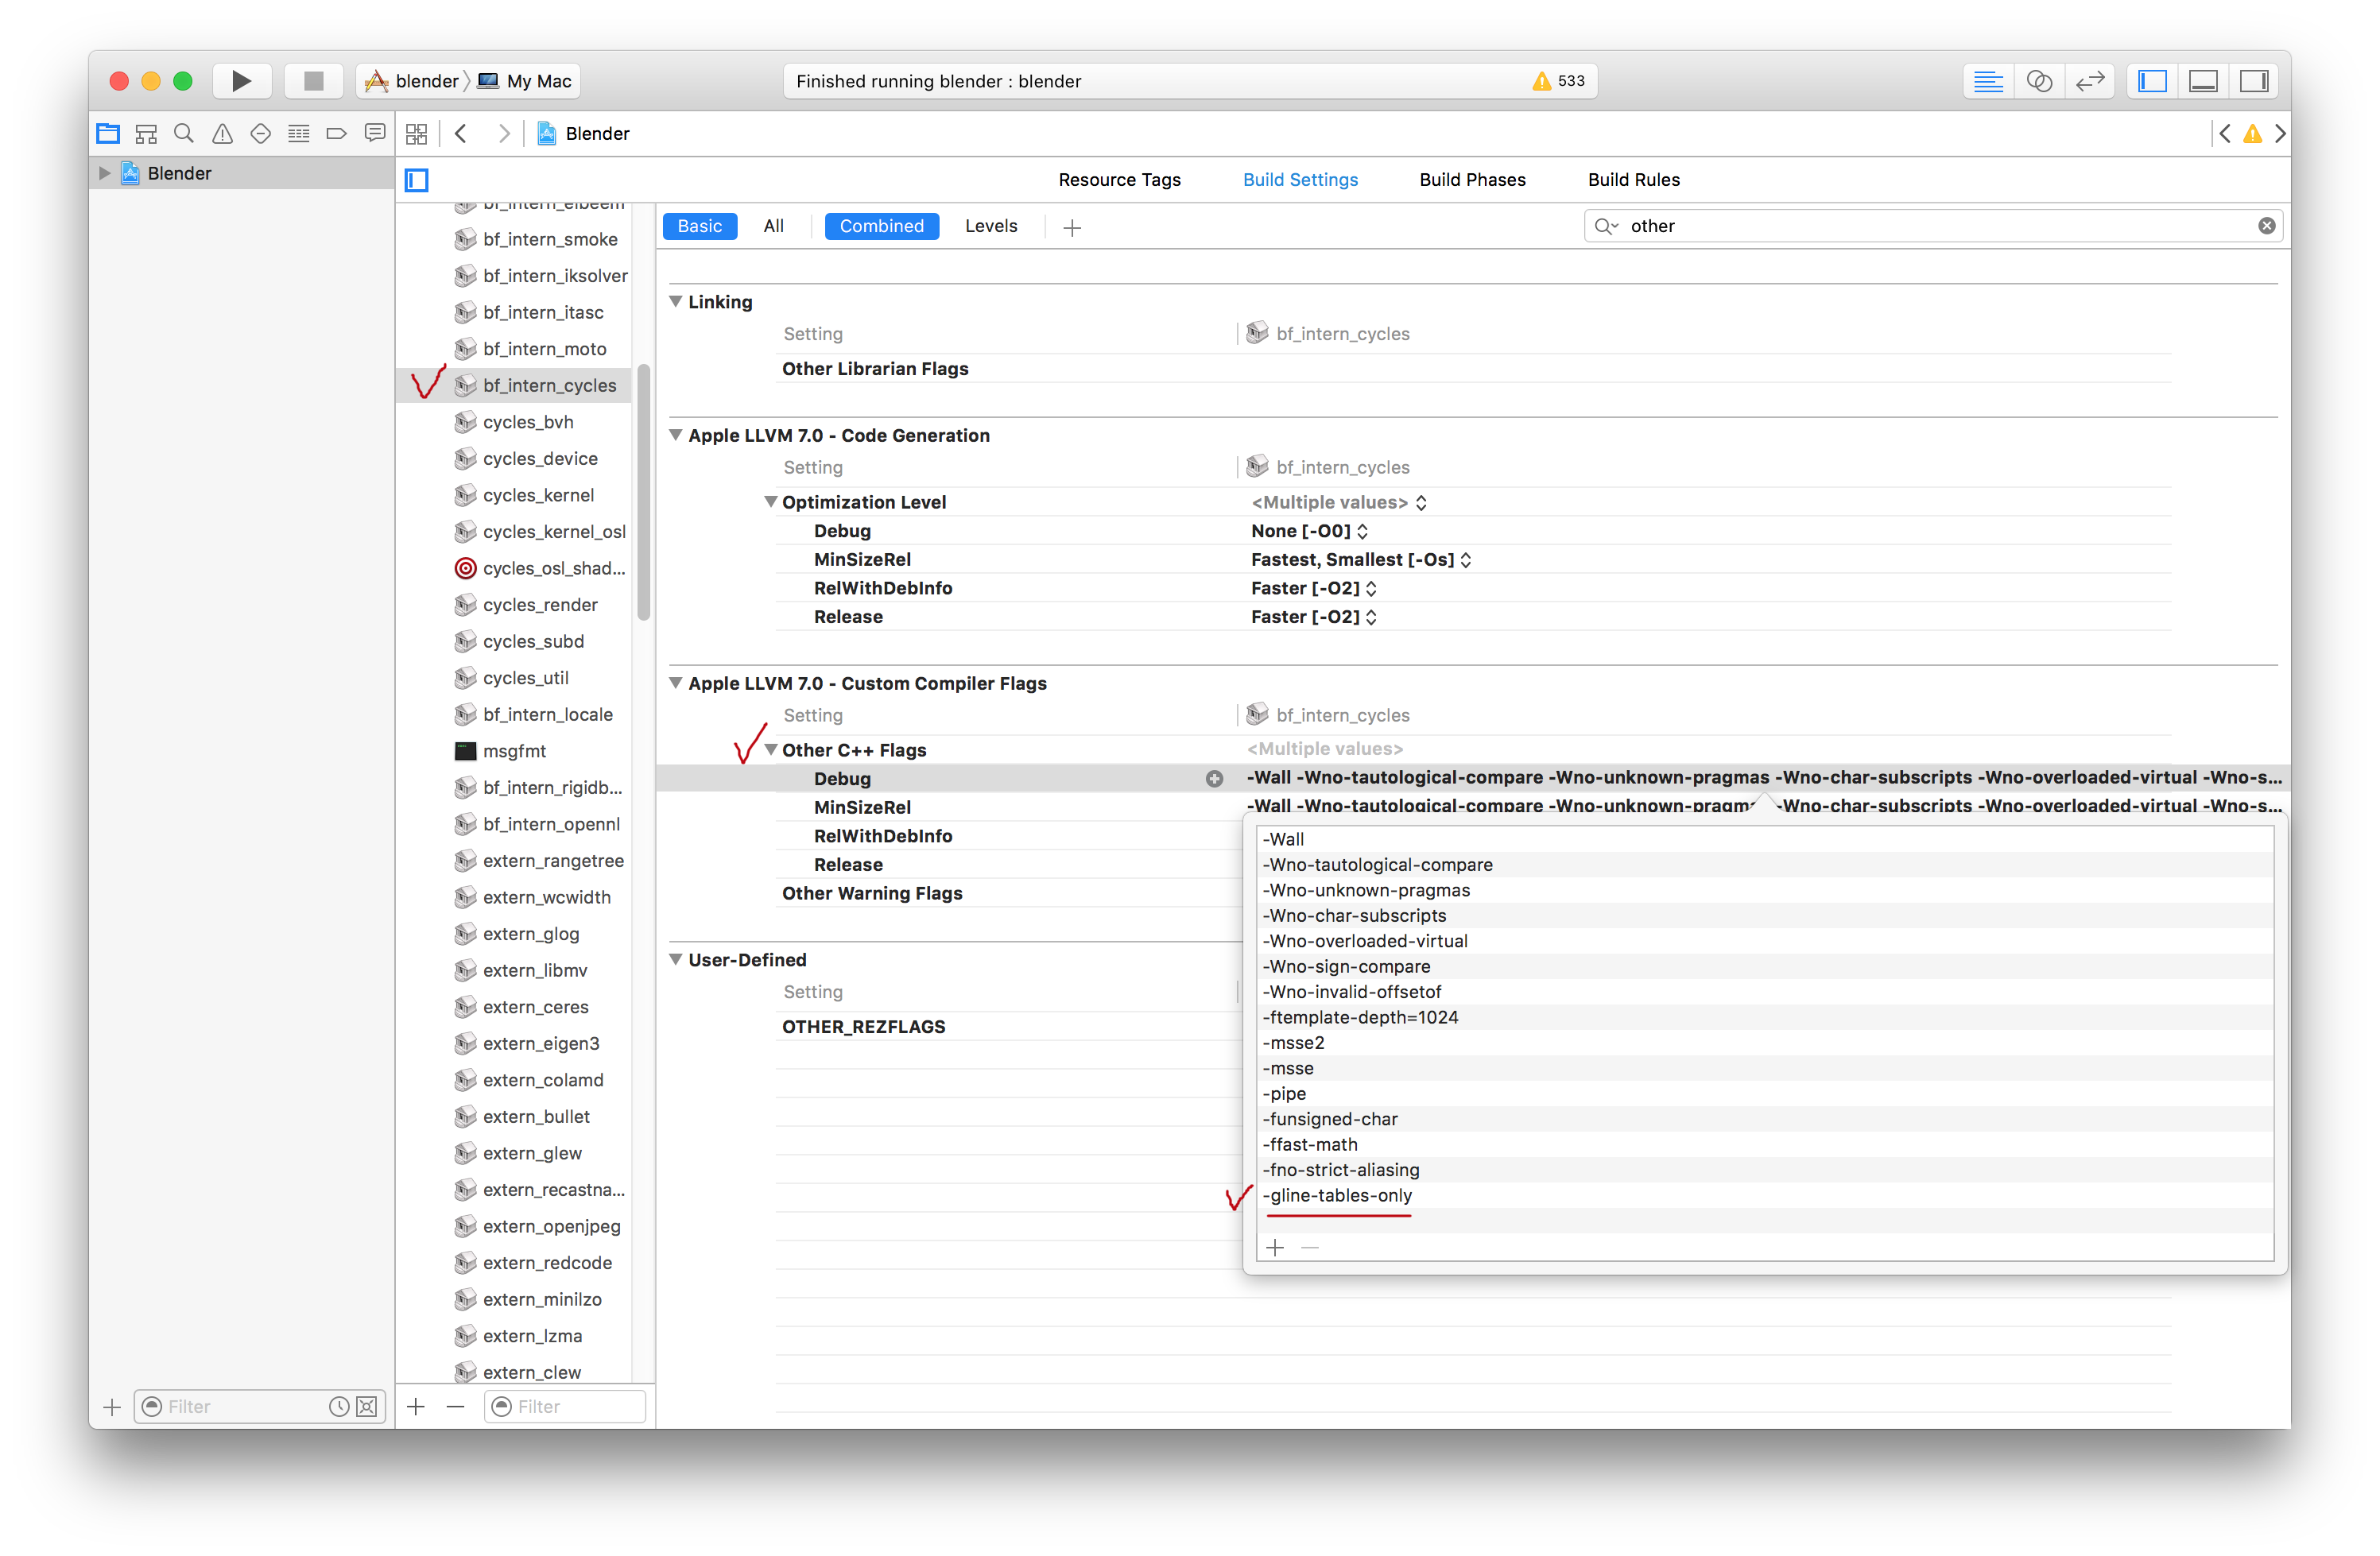 blender My Mac
Finished running blender : blender
533
Blender
Blender
Resource Tags
Build Settings
Build Phases
Build Rules
Basic
All
Combined
Levels
other
bf_intern_elbeem
bf_intern_smoke
bf_intern_iksolver
bf_intern_itasc
bf_intern_moto
bf_intern_cycles
cycles_bvh
cycles_device
cycles_kernel
cycles_kernel_osl
cycles_osl_shad...
cycles_render
cycles_subd
cycles_util
bf_intern_locale
msgfmt
bf_intern_rigidb...
bf_intern_opennl
extern_rangetree
extern_wcwidth
extern_glog
extern_libmv
extern_ceres
extern_eigen3
extern_colamd
extern_bullet
extern_glew
extern_recastna...
extern_openjpeg
extern_redcode
extern_minilzo
extern_lzma
extern_clew
Filter
Filter
Linking
Setting bf_intern_cycles
Other Librarian Flags
Apple LLVM 7.0 - Code Generation
Setting bf_intern_cycles
Optimization Level <Multiple values>
Debug None [-O0]
MinSizeRel Fastest, Smallest [-Os]
RelWithDebInfo Faster [-O2]
Release Faster [-O2]
Apple LLVM 7.0 - Custom Compiler Flags
Setting bf_intern_cycles
Other C++ Flags <Multiple values>
Debug -Wall -Wno-tautological-compare -Wno-unknown-pragmas -Wno-char-subscripts -Wno-overloaded-virtual -Wno-s...
MinSizeRel -Wall -Wno-tautological-compare -Wno-unknown-pragma -Wno-char-subscripts -Wno-overloaded-virtual -Wno-s...
RelWithDebInfo
Release
Other Warning Flags
User-Defined
Setting
OTHER_REZFLAGS
-Wall
-Wno-tautological-compare
-Wno-unknown-pragmas
-Wno-char-subscripts
-Wno-overloaded-virtual
-Wno-sign-compare
-Wno-invalid-offsetof
-ftemplate-depth=1024
-msse2
-msse
-pipe
-funsigned-char
-ffast-math
-fno-strict-aliasing
-gline-tables-only